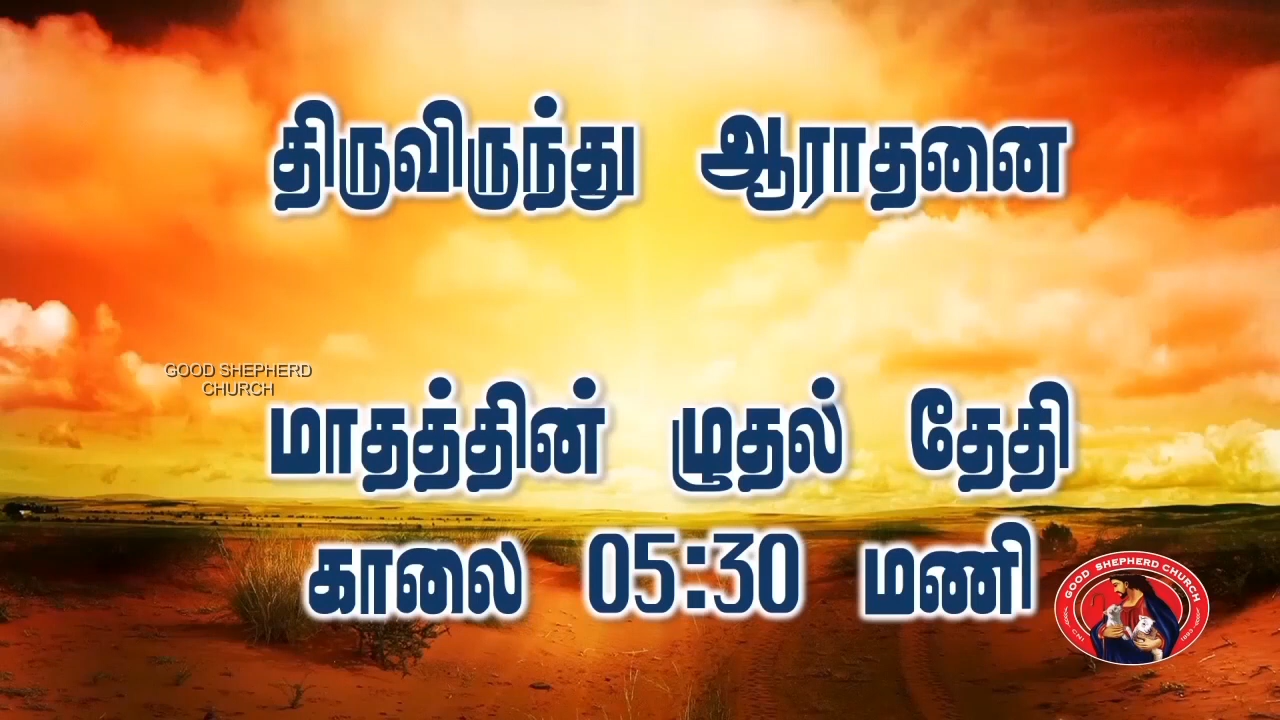 திருவிருந்து ஆராதனை
GOOD SHEPHERD
CHURCH
மாதத்தின் முதல் தேதி
காலை 05:30 மணி
GOOD SHEPHERD CHURCH